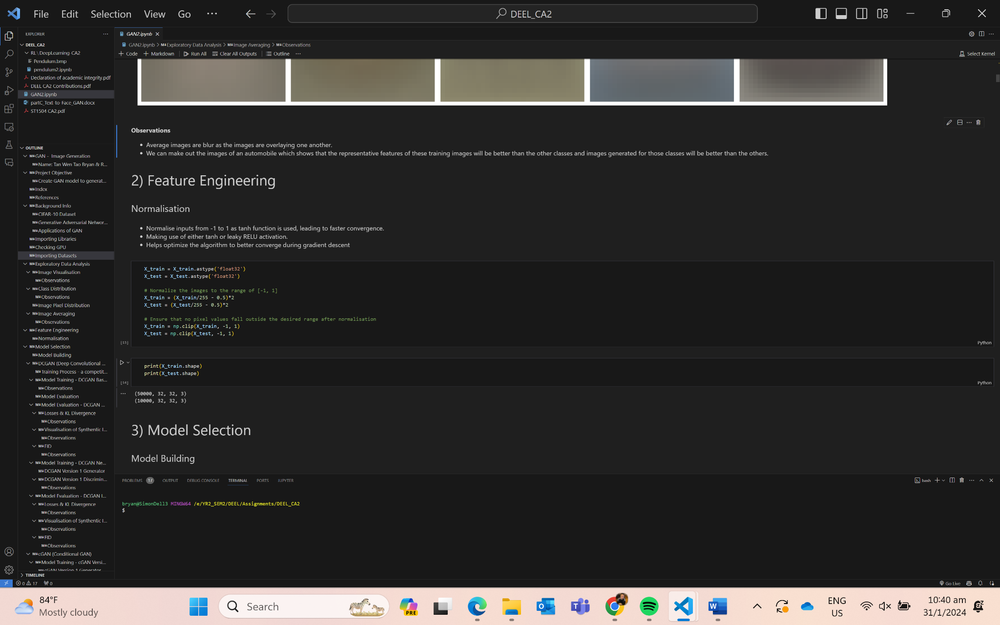 File Edit Selection View Go ···
DEEL_CA2
EXPLORER
DEEL_CA2
RL\DeepLearning-CA2
Pendulum.bmp
pendulum2.ipynb
Declaration of academic integrity.pdf
DEEL CA2 Contributions.pdf
GAN2.ipynb
partC_Text-to-Face_GAN.docx
ST1504 CA2.pdf
OUTLINE
M↓GAN - Image Generation
M↓Name: Tan Wen Tao Bryan & R...
M↓Project Objective
M↓Create GAN model to generat...
M↓Index
M↓References
M↓Background Info
M↓CIFAR-10 Dataset
M↓Generative Adversarial Networ...
M↓Applications of GAN
M↓Importing Libraries
M↓Checking GPU
M↓Importing Datasets
M↓Exploratory Data Analysis
M↓Image Visualisation
M↓Observations
M↓Class Distribution
M↓Observations
M↓Image Pixel Distribution
M↓Image Averaging
M↓Observations
M↓Feature Engineering
M↓Normalisation
M↓Model Selection
M↓Model Building
M↓DCGAN (Deep Convolutional ...
M↓Training Process - a competit...
M↓Model Training - DCGAN Bas...
M↓Observations
M↓Model Evaluation
M↓Model Evaluation - DCGAN ...
M↓Losses & KL Divergence
M↓Observations
M↓Visualisation of Synthentic I...
M↓Observations
M↓FID
M↓Observations
M↓Model Training - DCGAN Ne...
M↓DCGAN Version 1 Generator
M↓DCGAN Version 1 Discrimin...
M↓Observations
M↓Model Evaluation - DCGAN I...
M↓Losses & KL Divergence
M↓Observations
M↓Visualisation of Synthentic I...
M↓Observations
M↓FID
M↓Observations
M↓cGAN (Conditional GAN)
M↓Model Training - cGAN Versi...
M↓cGAN Version 1 Generator
TIMELINE
GAN2.ipynb
GAN2.ipynb > M↓Exploratory Data Analysis > M↓Image Averaging > M↓Observations
+ Code + Markdown Run All Clear All Outputs Outline ···
Select Kernel
Observations
• Average images are blur as the images are overlaying one another.
• We can make out the images of an automobile which shows that the representative features of these training images will be better than the other classes and images generated for those classes will be better than the others.
2) Feature Engineering
Normalisation
• Normalise inputs from -1 to 1 as tanh function is used, leading to faster convergence.
• Making use of either tanh or leaky RELU activation.
• Helps optimize the algorithm to better converge during gradient descent
X_train = X_train.astype('float32')
X_test = X_test.astype('float32')
# Normalize the images to the range of [-1, 1]
X_train = (X_train/255 - 0.5)*2
X_test = (X_test/255 - 0.5)*2
# Ensure that no pixel values fall outside the desired range after normalisation
X_train = np.clip(X_train, -1, 1)
X_test = np.clip(X_test, -1, 1)
[13]
Python
print(X_train.shape)
print(X_test.shape)
[14]
Python
(50000, 32, 32, 3)
(10000, 32, 32, 3)
3) Model Selection
Model Building
PROBLEMS 17 OUTPUT DEBUG CONSOLE TERMINAL PORTS JUPYTER
bash
bryan@SimonDell3 MINGW64 /e/YR2_SEM2/DEEL/Assignments/DEEL_CA2
$
0 17 0
Go Live
84°F
Mostly cloudy
Search
PRE
ENG
US
10:40 am
31/1/2024